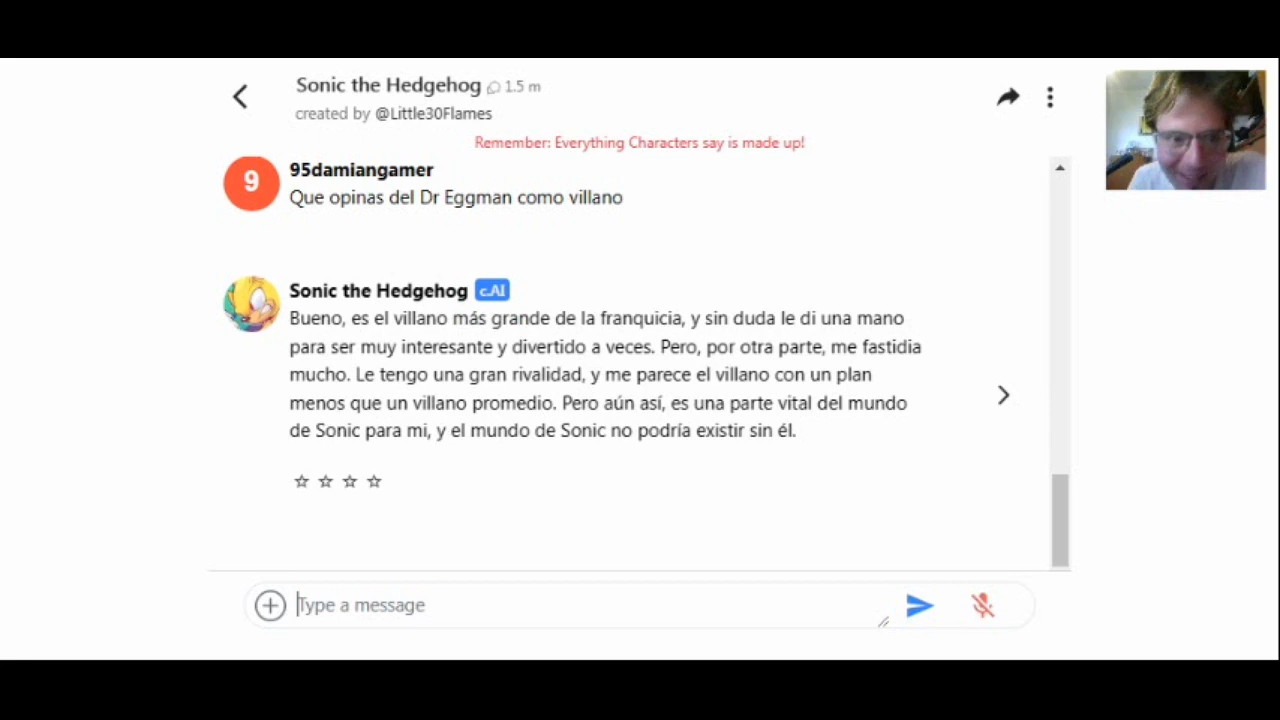 Sonic the Hedgehog 1.5 m
created by @Little30Flames
Remember: Everything Characters say is made up!
9
95damiangamer
Que opinas del Dr Eggman como villano
Sonic the Hedgehog c.AI
Bueno, es el villano más grande de la franquicia, y sin duda le di una mano
para ser muy interesante y divertido a veces. Pero, por otra parte, me fastidia
mucho. Le tengo una gran rivalidad, y me parece el villano con un plan
menos que un villano promedio. Pero aún así, es una parte vital del mundo
de Sonic para mi, y el mundo de Sonic no podría existir sin él.
Type a message